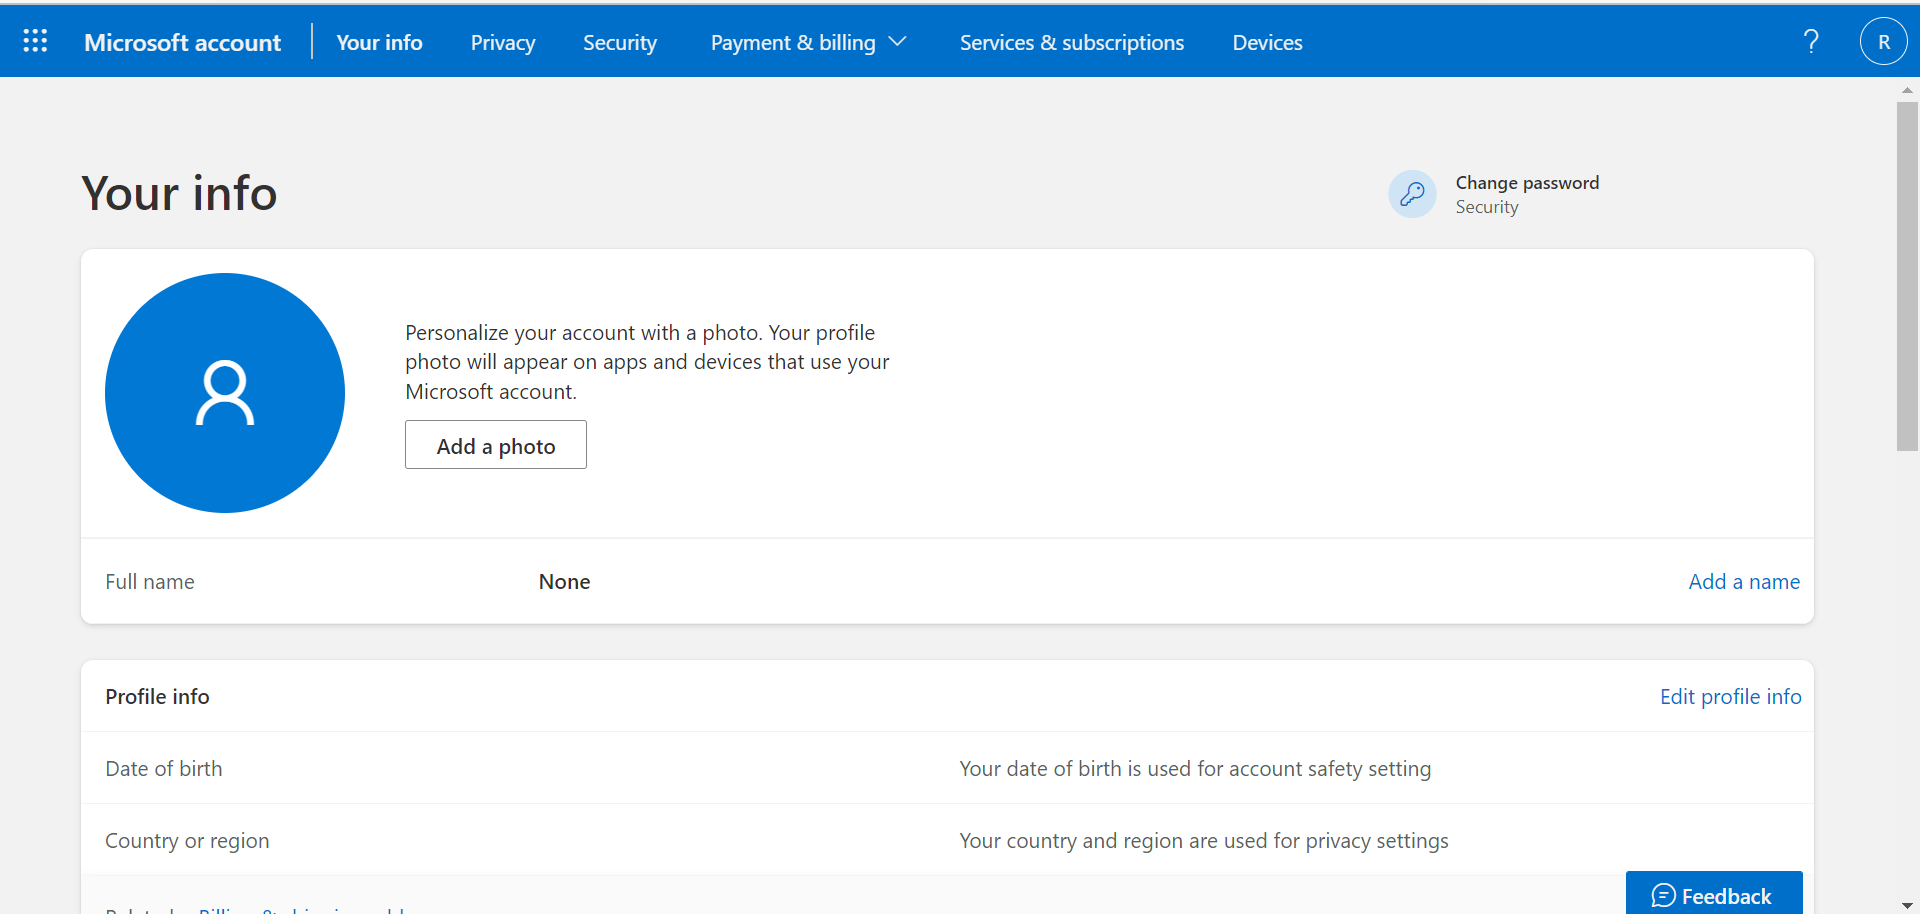 Microsoft account
Your info
Privacy
Security
Payment & billing
Services & subscriptions
Devices
?
R
Your info
Change password
Security
Personalize your account with a photo. Your profile
photo will appear on apps and devices that use your
Microsoft account.
Add a photo
Full name
None
Add a name
Profile info
Edit profile info
Date of birth
Your date of birth is used for account safety setting
Country or region
Your country and region are used for privacy settings
Feedback